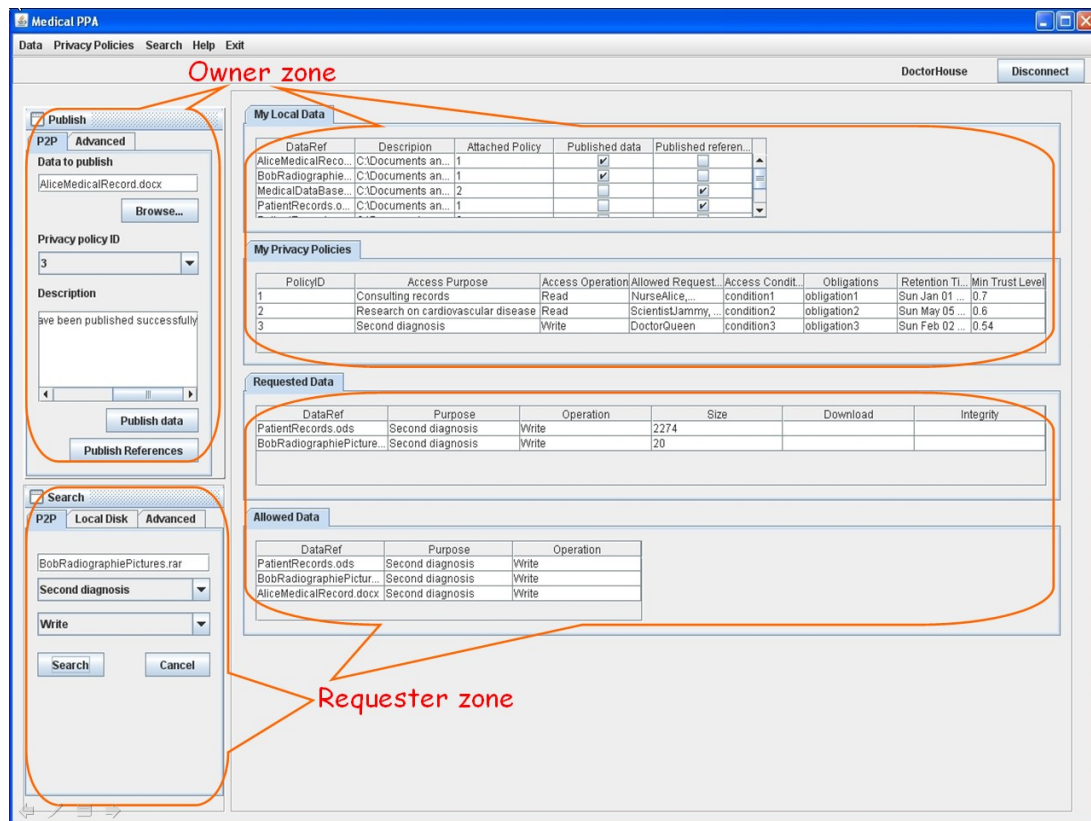 Medical PPA
Data Privacy Policies Search Help Exit
Owner zone
DoctorHouse Disconnect
Publish
P2P Advanced
Data to publish
AliceMedicalRecord.docx
Browse...
Privacy policy ID
3
Description
ave been published successfully
Publish data
Publish References
My Local Data
DataRef Descripion Attached Policy Published data Published referen...
AliceMedicalReco... C:\Documents an... 1
BobRadiographie... C:\Documents an... 1
MedicalDataBase... C:\Documents an... 2
PatientRecords.o... C:\Documents an... 1
My Privacy Policies
PolicyID Access Purpose Access Operation Allowed Request... Access Condit... Obligations Retention Ti... Min Trust Level
1 Consulting records Read NurseAlice,... condition1 obligation1 Sun Jan 01 ... 0.7
2 Research on cardiovascular disease Read ScientistJammy, ... condition2 obligation2 Sun May 05 ... 0.6
3 Second diagnosis Write DoctorQueen condition3 obligation3 Sun Feb 02 ... 0.54
Requested Data
DataRef Purpose Operation Size Download Integrity
PatientRecords.ods Second diagnosis Write 2274
BobRadiographiePicture... Second diagnosis Write 20
Search
P2P Local Disk Advanced
BobRadiographiePictures.rar
Second diagnosis
Write
Search Cancel
Allowed Data
DataRef Purpose Operation
PatientRecords.ods Second diagnosis Write
BobRadiographiePictur... Second diagnosis Write
AliceMedicalRecord.docx Second diagnosis Write
Requester zone